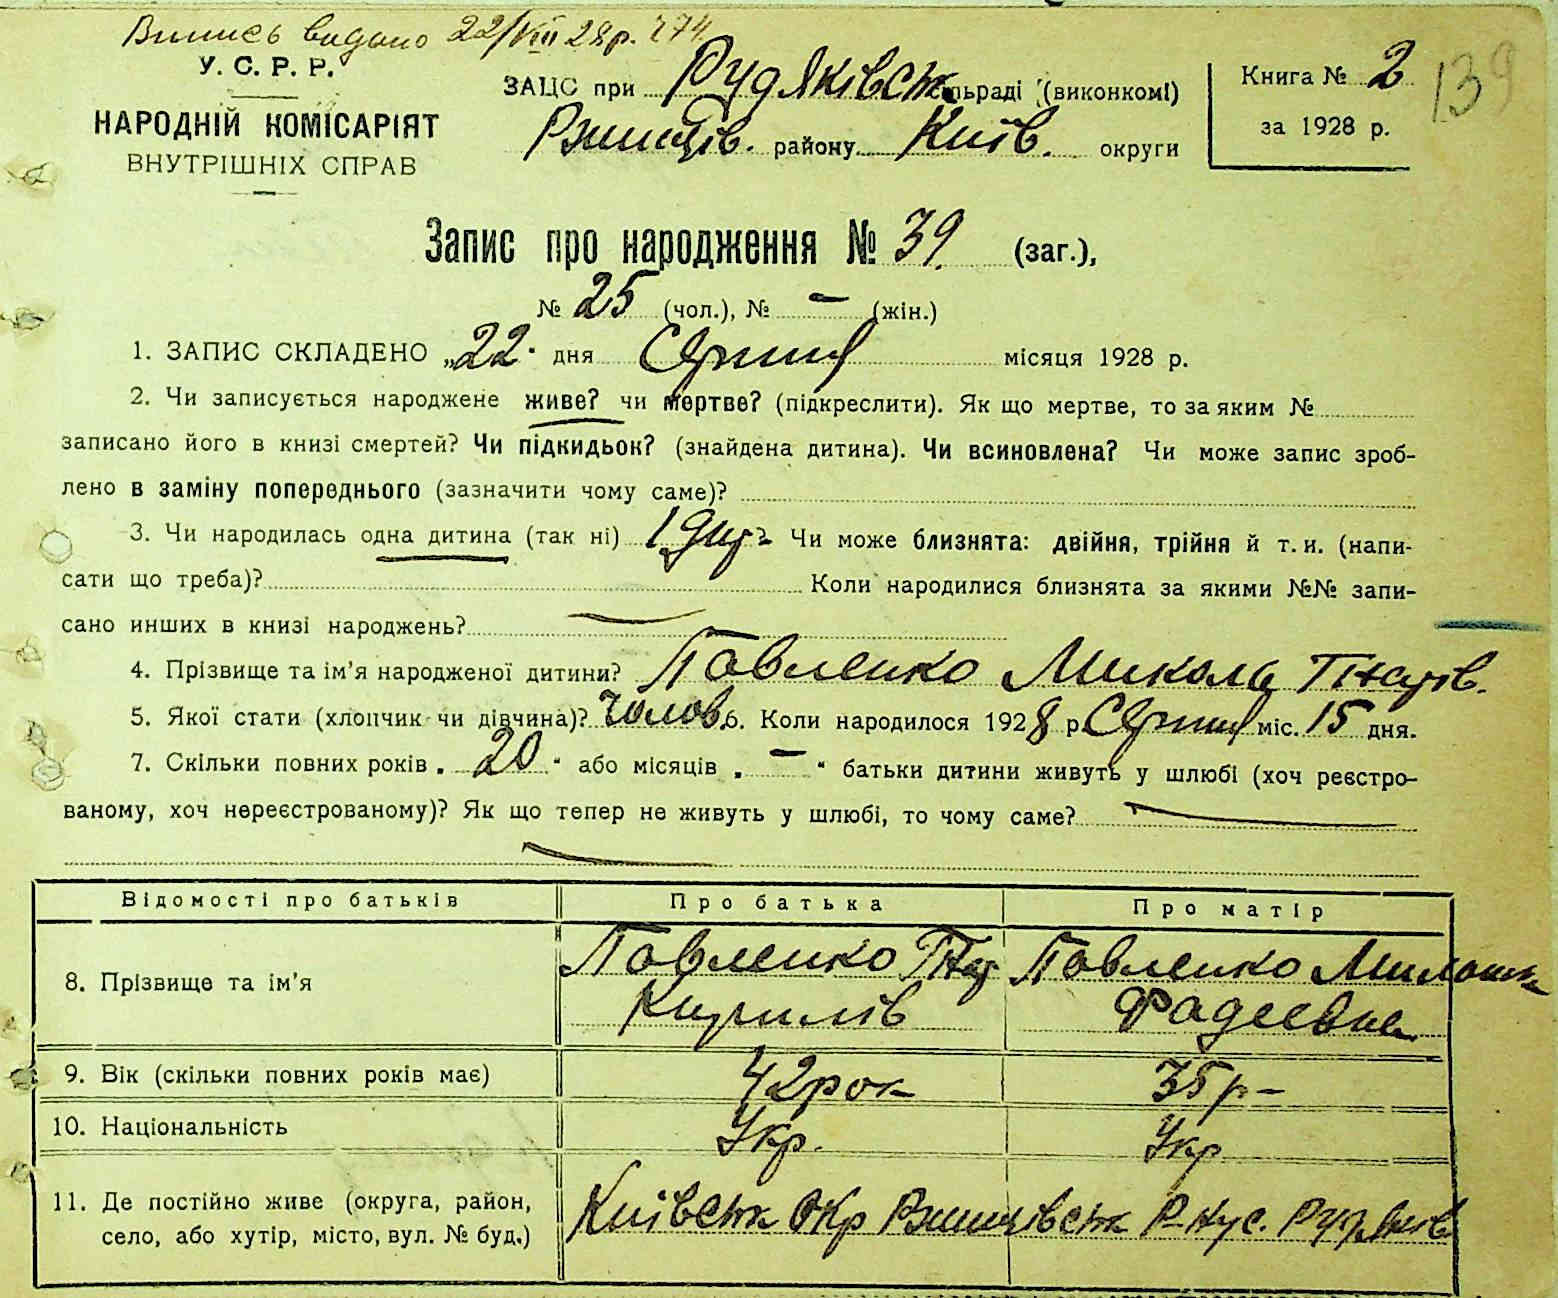 Випись видано 22/VIII 28р. 274
У. С. Р. Р.
НАРОДНІЙ КОМІСАРІЯТ
ВНУТРІШНІХ СПРАВ
ЗАЦС при Рудяківськ сільраді (виконкомі)
Ржищів. району Київ. округи
Книга № 2
за 1928 р.
139
Запис про народження № 39. (заг.),
№ 25 (чол.), № — (жін.)
1. ЗАПИС СКЛАДЕНО „22" дня Серпня місяця 1928 р.
2. Чи записується народжене живе? чи мертве? (підкреслити). Як що мертве, то за яким №
записано його в книзі смертей? Чи підкидьок? (знайдена дитина). Чи всиновлена? Чи може запис зроб-
лено в заміну попереднього (зазначити чому саме)?
3. Чи народилась одна дитина (так ні) 1 дит Чи може близнята: двійня, трійня й т. и. (напи-
сати що треба)? Коли народилися близнята за якими №№ запи-
сано инших в книзі народжень? —
4. Прізвище та ім'я народженої дитини? Павленко Микола Гнатів.
5. Якої стати (хлопчик чи дівчина)? Чолов. 6. Коли народилося 1928 р. Серпня міс. 15 дня.
7. Скільки повних років „ 20 " або місяців „ — " батьки дитини живуть у шлюбі (хоч реєстро-
ваному, хоч нереєстрованому)? Як що тепер не живуть у шлюбі, то чому саме? —
—
Відомості про батьків Про батька Про матір
8. Прізвище та ім'я Павленко Гнат Павленко
Кирилів Фадеевна
9. Вік (скільки повних років має) 42 рок 35 р-
10. Національність Укр. Укр
11. Де постійно живе (округа, район,
село, або хутір, місто, вул. № буд.)
Київськ Окр Ржищівськ Р-ну с. Рудяків